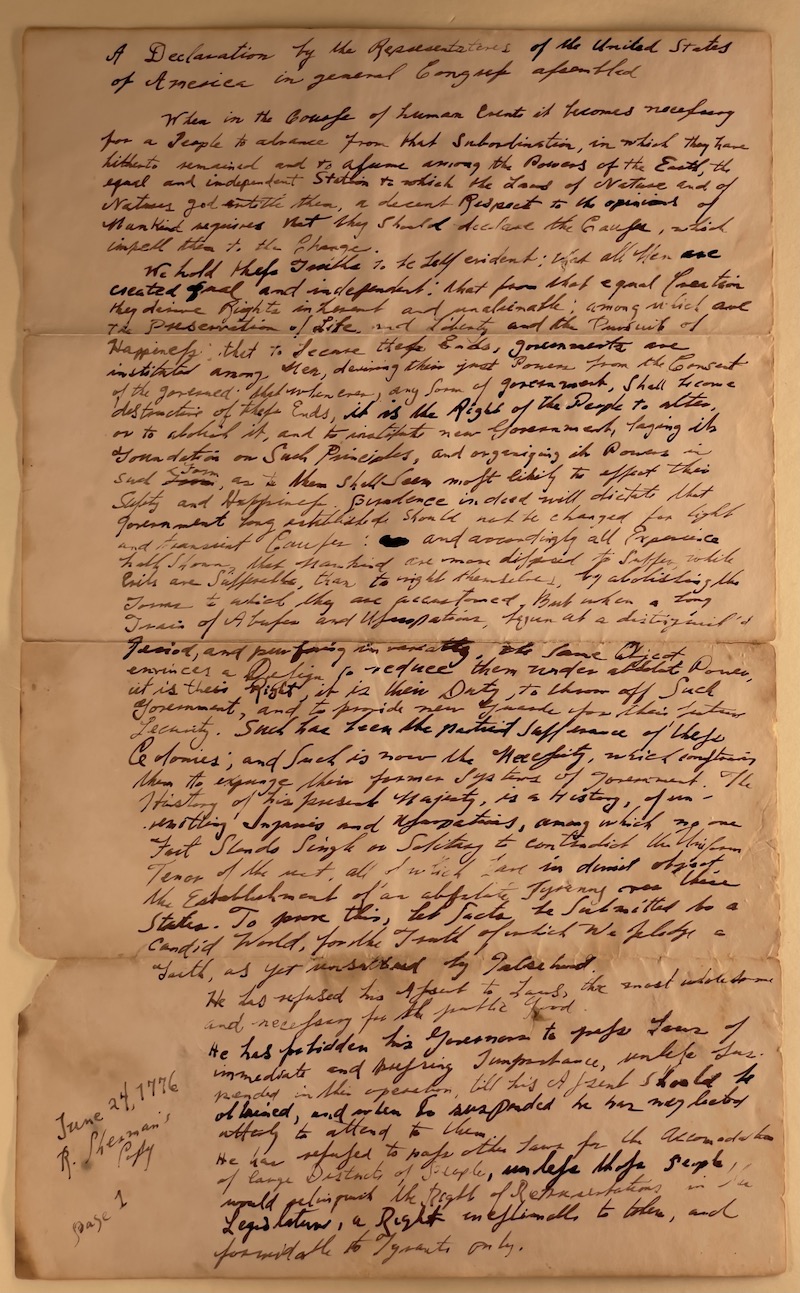 A Declaration by the Representatives of the United States
of America in general Congress assembled
When in the Course of human Events it becomes necessary
for a People to advance from that Subordination, in which they have
hitherto remained and to assume among the Powers of the Earth, the
equal and independent Station to which the Laws of Nature and of
Natures god entitle them, a decent Respect to the opinions of
Mankind requires that they Should declare the Causes, which
impell them to the Change.
We hold these Truths to be self evident; that all Men are
created equal and independent; that from that equal Creation
they derive Rights inherent and unalienable; among which are
the Preservation of Life, and Liberty, and the Pursuit of
Happiness; that to Secure these Ends, governments are
instituted among Men, deriving their just Powers from the Consent
of the governed; that whenever, any form of government, Shall become
destructive of these Ends, it is the Right of the People to alter,
or to abolish it, and to institute new Government, laying its
Foundation on Such Principles, and organizing its Powers in
Such Form, as to them Shall Seem most likely to effect their
Safety and Happiness. prudence indeed will dictate that
Government long established Should not be changed for light
and transient Causes: and accordingly all Experience
hath Shown, that Mankind are more disposed to Suffer, while
Evils are Sufferable, than to right themselves, by abolishing the
Forms to which they are accustomed. But when a long
Train of Abuses and Usurpations, begun at a distinguish'd
Period, and pursuing invariably, the Same Object,
envinces a Design to reduce them under absolute Power,
it is their Right, it is their Duty, to throw off Such
Government, and to provide new Guards for their future
Security. Such has been the patient Sufferance of these
Colonies; and Such is now the Necessity, which constrains
them to expunge their former Systems of Government. The
History of his present Majesty, is a History, of un-
remitting Injuries and Usurpations, among which no one
Fact Stands Single or Solitary to contradict the Uniform
Tenor of the rest, all of which have in direct object,
the Establishment of an absolute Tyranny over these
States. To prove this, let Facts be Submitted to a
Candid World, for the Truth of which We pledge a
Faith, as yet unsullied by Falsehood.
He has refused his Assent to Laws, the most wholesome
and necessary for the public Good.
He has forbidden his Governors to pass Laws of
immediate and pressing Importance, unless Sus-
pended in their operation, till his Assent Should be
obtained, and when So suspended he has neglected
utterly to attend to them.
He has refused to pass other Laws for the Accomodation
of large Districts of People, unless those people
would relinquish the Right of Representation in the
Legislature, a Right inestimable to them, and
formidable to Tyrants only.
June 24, 1776
R. Sherman's
Copy
page 1